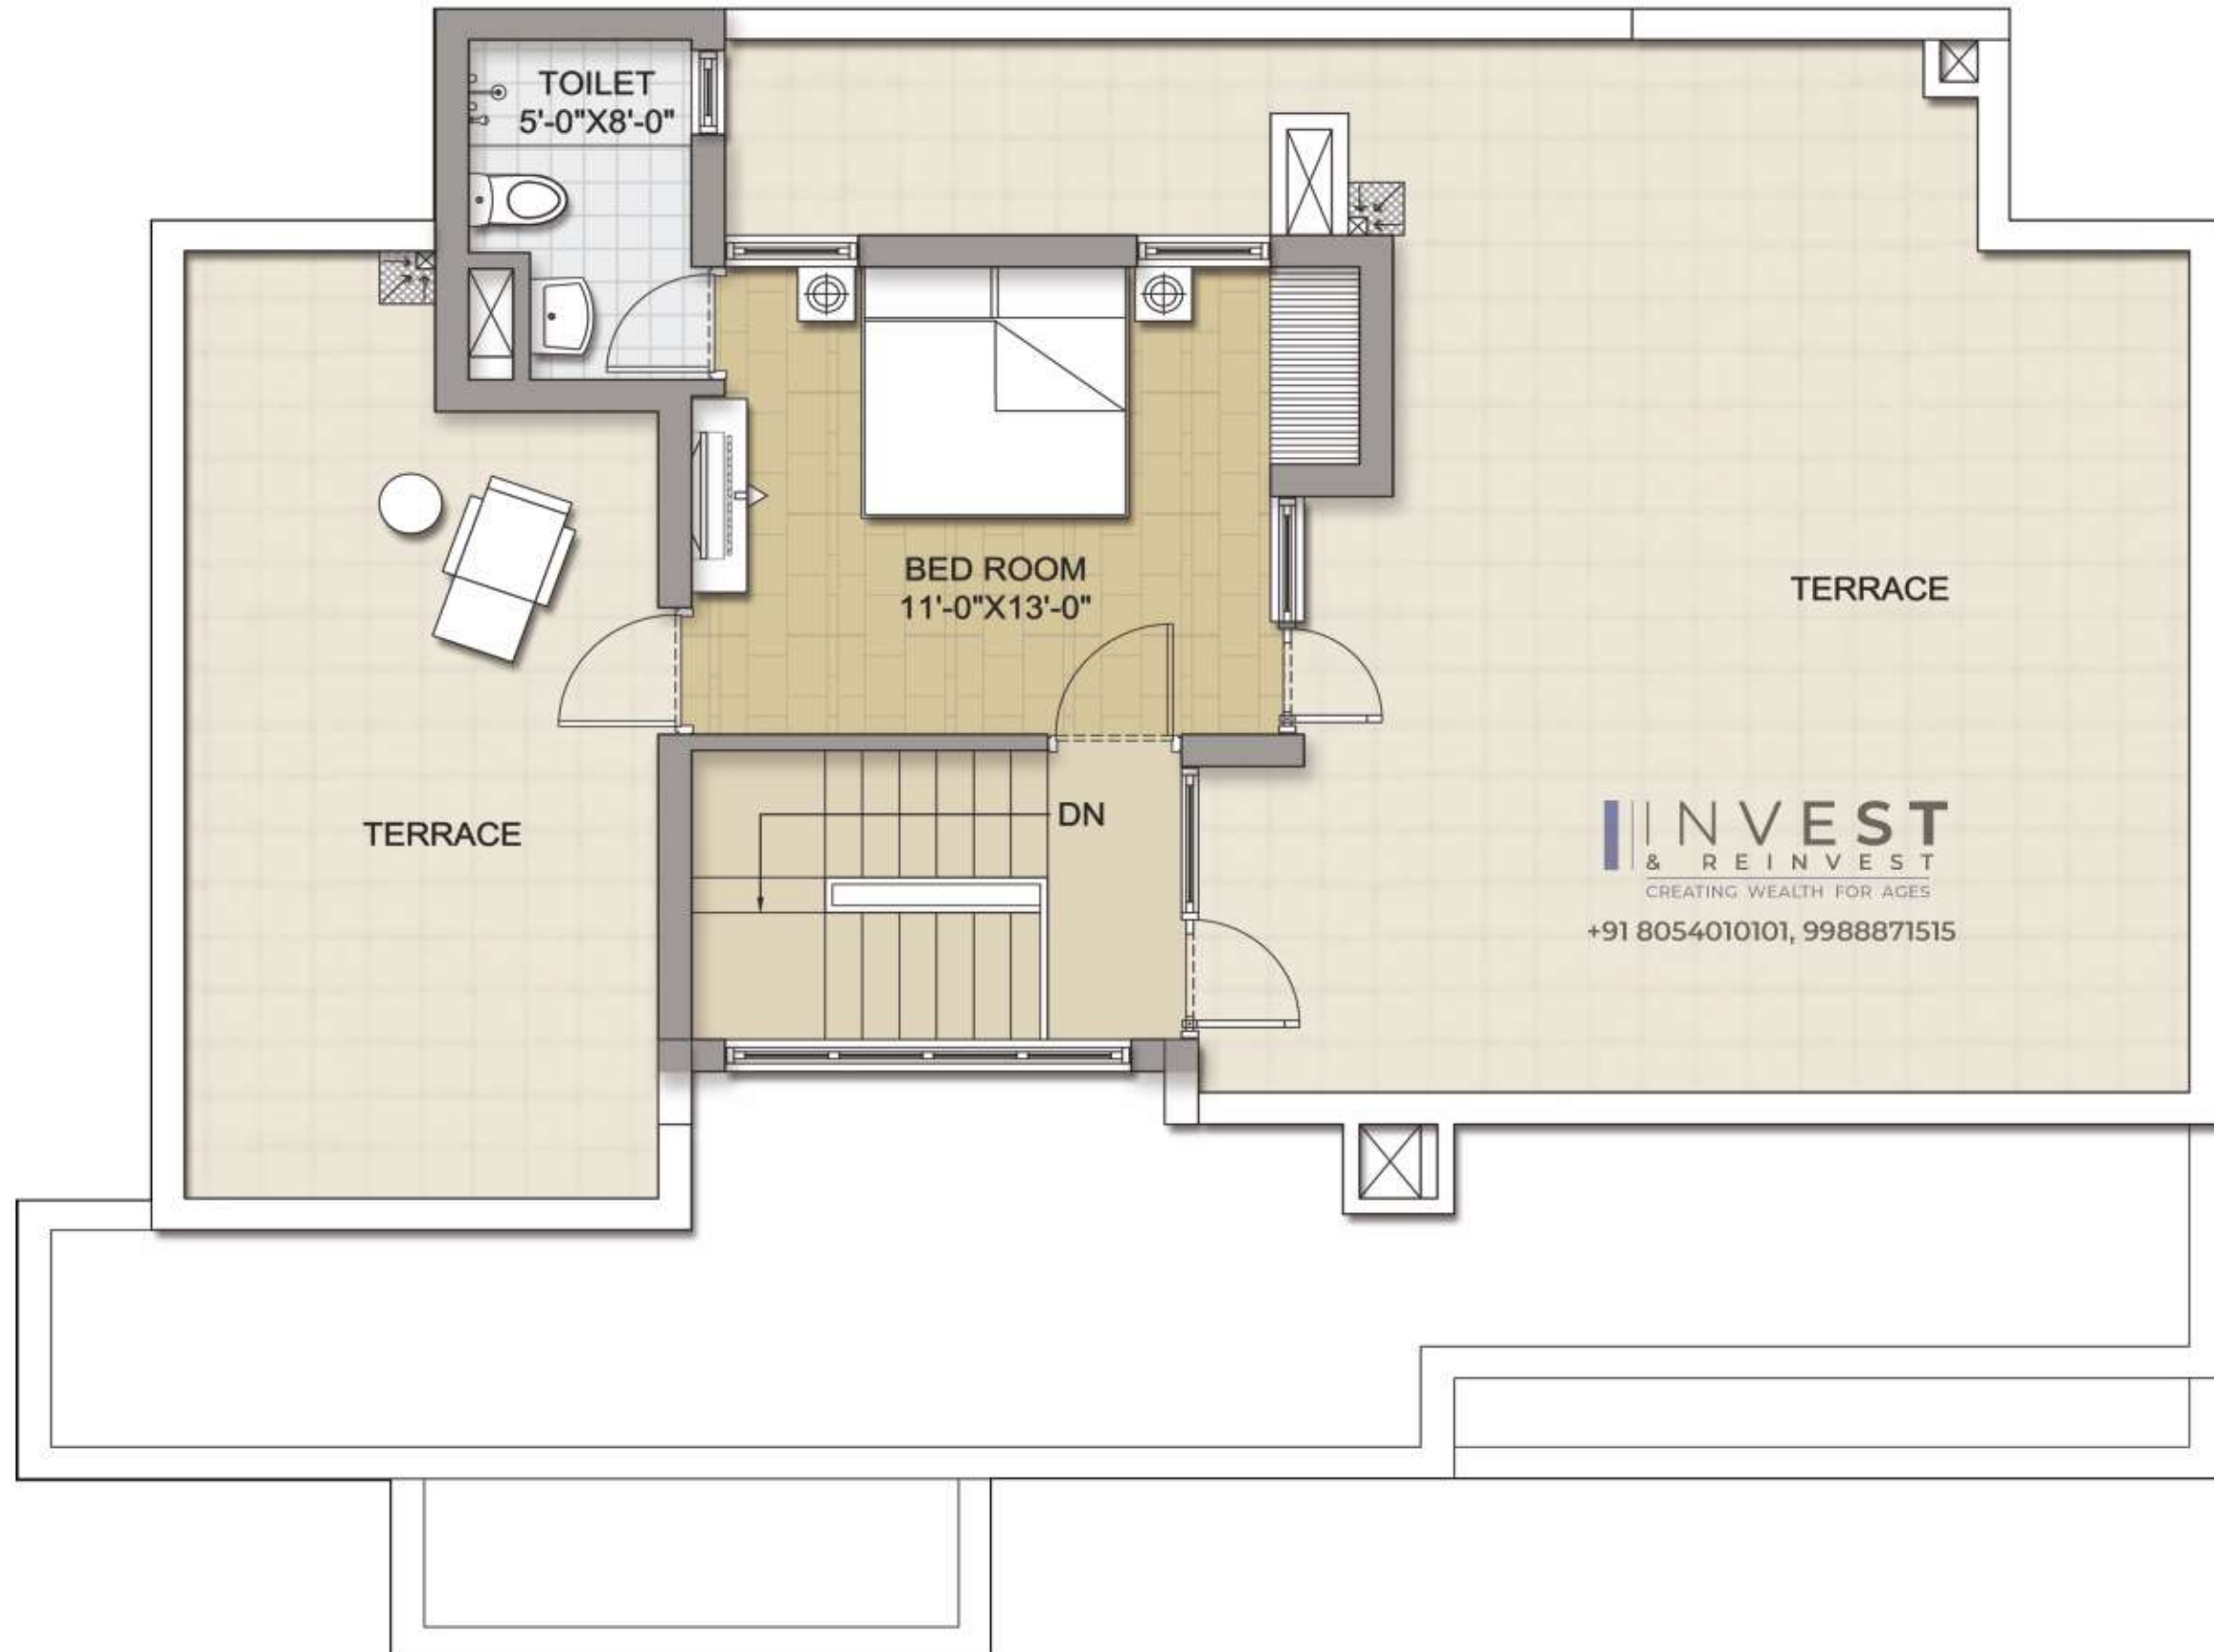 TOILET
5'-0"X8'-0"
BED ROOM
11'-0"X13'-0"
TERRACE
TERRACE
DN
INVEST
& REINVEST
CREATING WEALTH FOR AGES
+91 8054010101, 9988871515